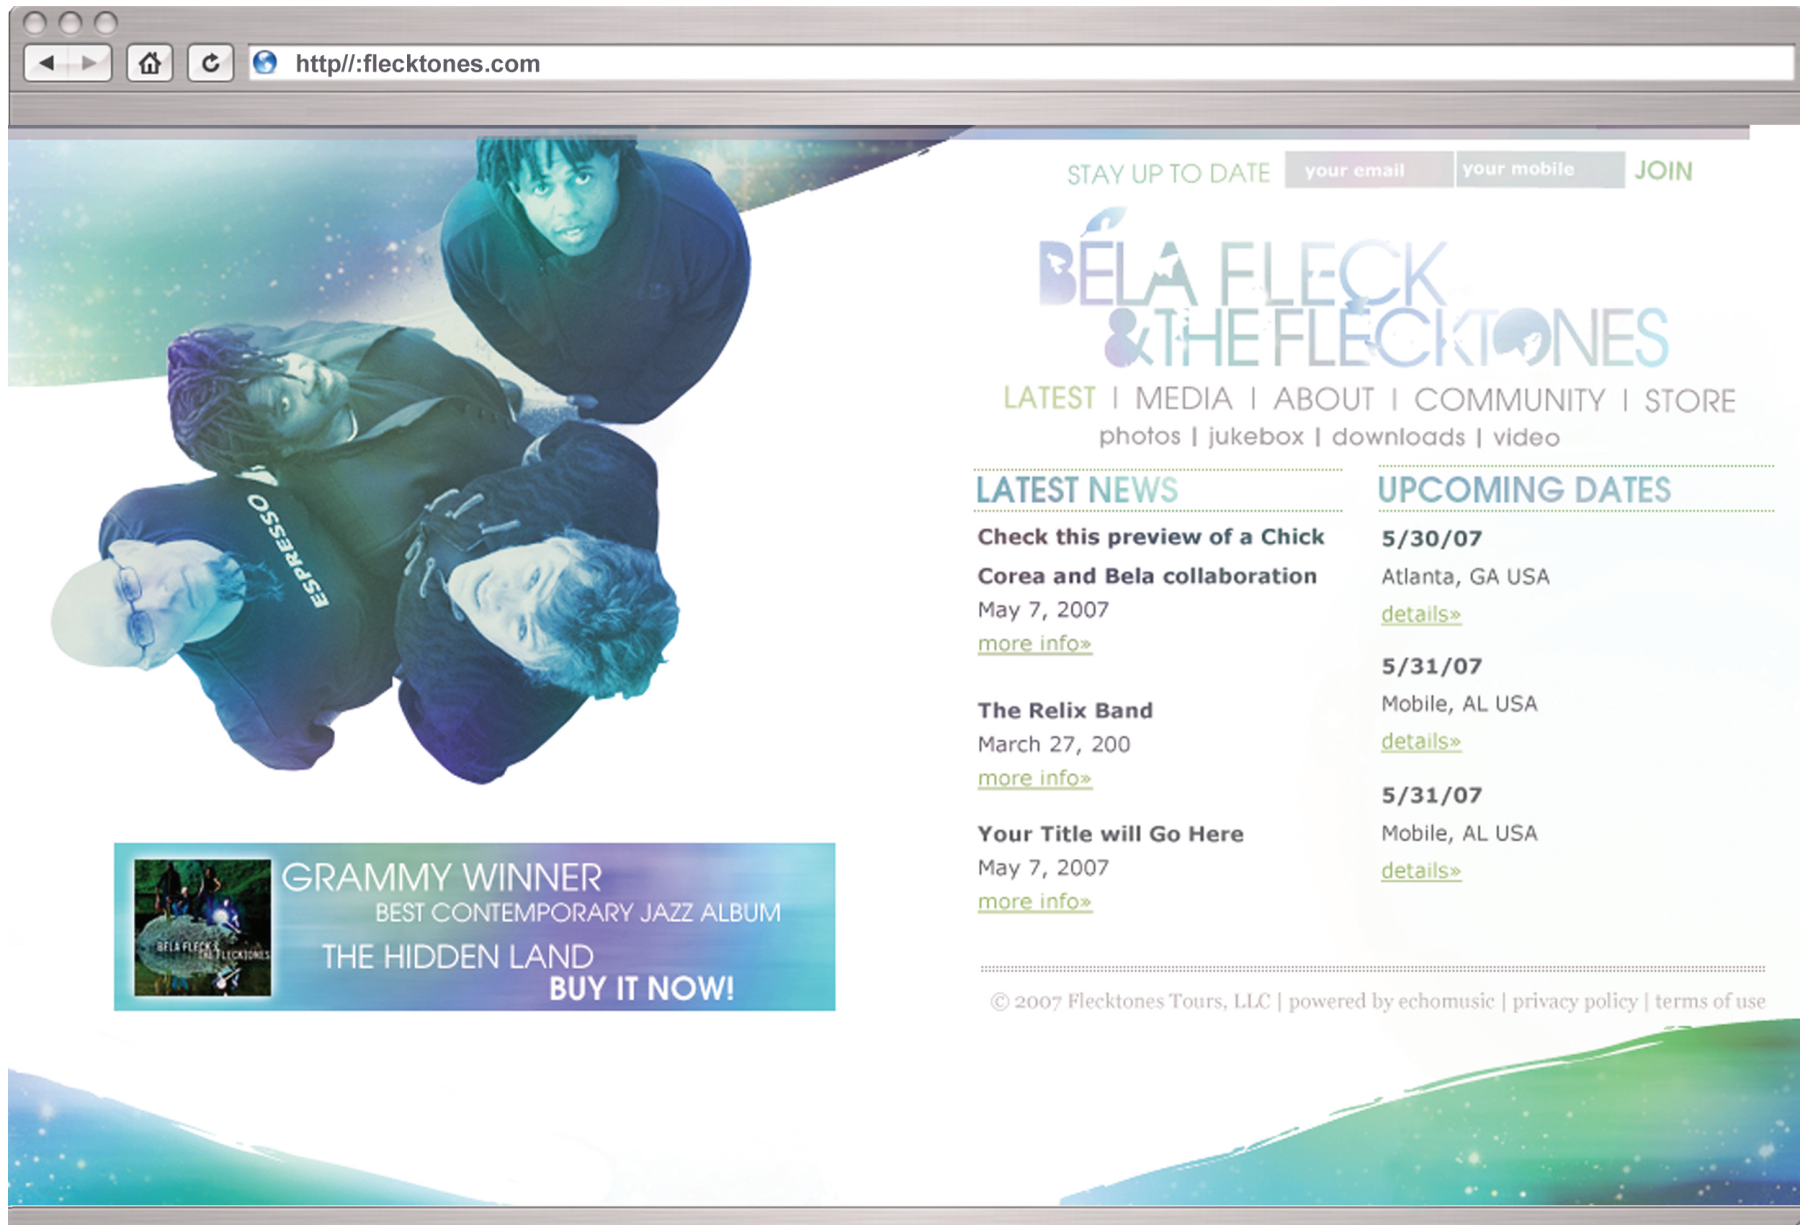 http//:flecktones.com
STAY UP TO DATE your email your mobile JOIN
BÉLA FLECK
&THE FLECKTONES
LATEST | MEDIA | ABOUT | COMMUNITY | STORE
photos | jukebox | downloads | video
LATEST NEWS
Check this preview of a Chick
Corea and Bela collaboration
May 7, 2007
more info»
The Relix Band
March 27, 200
more info»
Your Title will Go Here
May 7, 2007
more info»
UPCOMING DATES
5/30/07
Atlanta, GA USA
details»
5/31/07
Mobile, AL USA
details»
5/31/07
Mobile, AL USA
details»
ESPRESSO
GRAMMY WINNER
BEST CONTEMPORARY JAZZ ALBUM
THE HIDDEN LAND
BUY IT NOW!
BÉLA FLECK &
THE FLECKTONES
© 2007 Flecktones Tours, LLC | powered by echomusic | privacy policy | terms of use